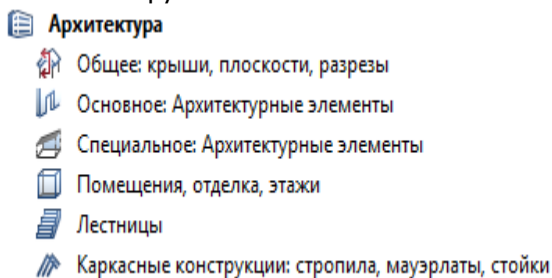 Архитектура
Общее: крыши, плоскости, разрезы
Основное: Архитектурные элементы
Специальное: Архитектурные элементы
Помещения, отделка, этажи
Лестницы
Каркасные конструкции: стропила, мауэрлаты, стойки